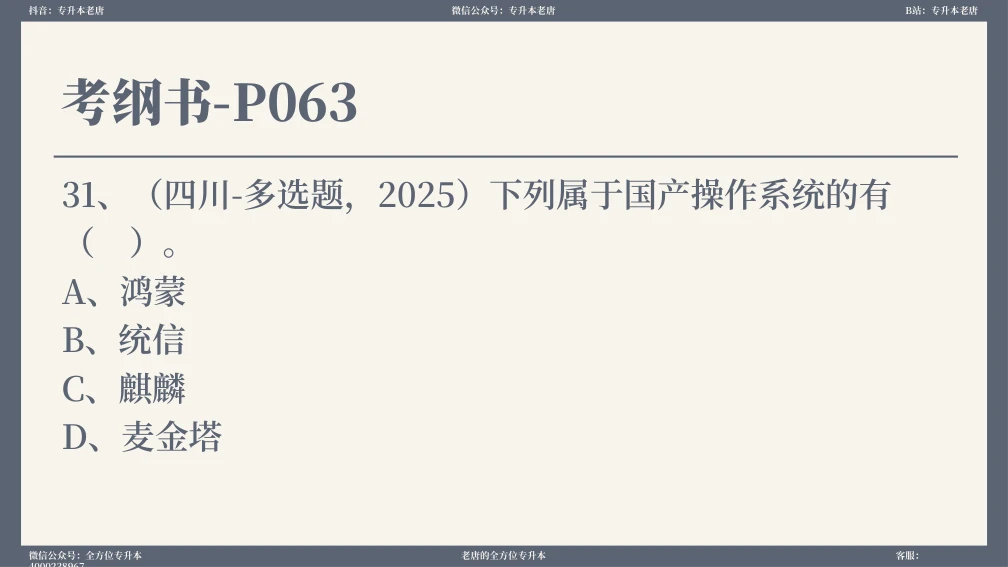 抖音：专升本老唐
微信公众号：专升本老唐
B站：专升本老唐
考纲书-P063
31、（四川-多选题，2025）下列属于国产操作系统的有
（　）。
A、鸿蒙
B、统信
C、麒麟
D、麦金塔
微信公众号：全方位专升本
老唐的全方位专升本
客服：
4000238967